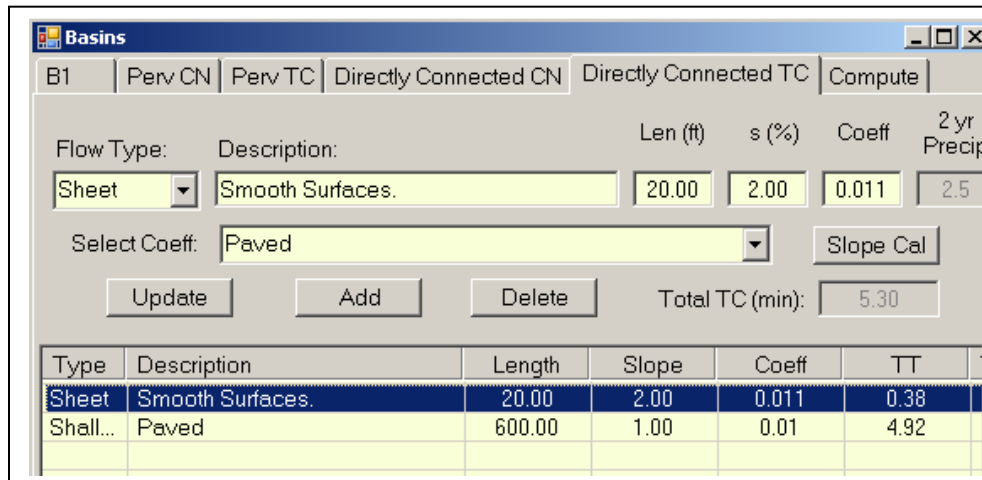 Basins
B1 Perv CN Perv TC Directly Connected CN Directly Connected TC Compute
Flow Type: Description: Len (ft) s (%) Coeff 2 yr Precip
Sheet Smooth Surfaces. 20.00 2.00 0.011 2.5
Select Coeff: Paved Slope Cal
Update Add Delete Total TC (min): 5.30
Type Description Length Slope Coeff TT
Sheet Smooth Surfaces. 20.00 2.00 0.011 0.38
Shall... Paved 600.00 1.00 0.01 4.92